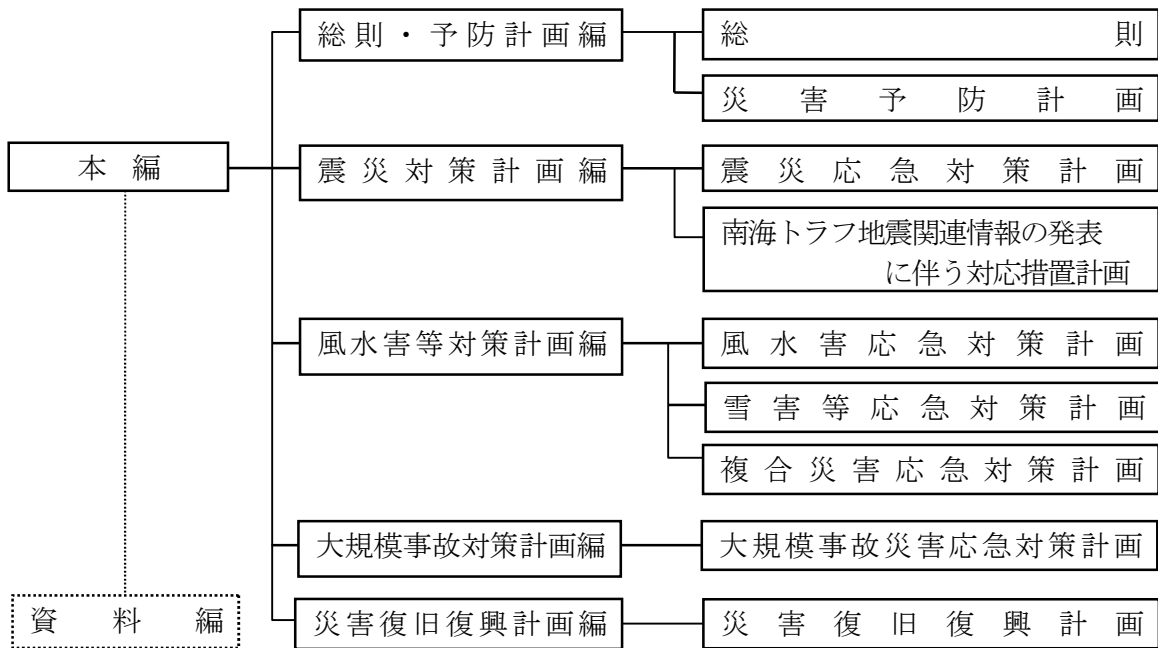 総則・予防計画編
総則
災害予防計画
本編
震災対策計画編
震災応急対策計画
南海トラフ地震関連情報の発表
に伴う対応措置計画
風水害等対策計画編
風水害応急対策計画
雪害等応急対策計画
複合災害応急対策計画
大規模事故対策計画編
大規模事故災害応急対策計画
資料編
災害復旧復興計画編
災害復旧復興計画